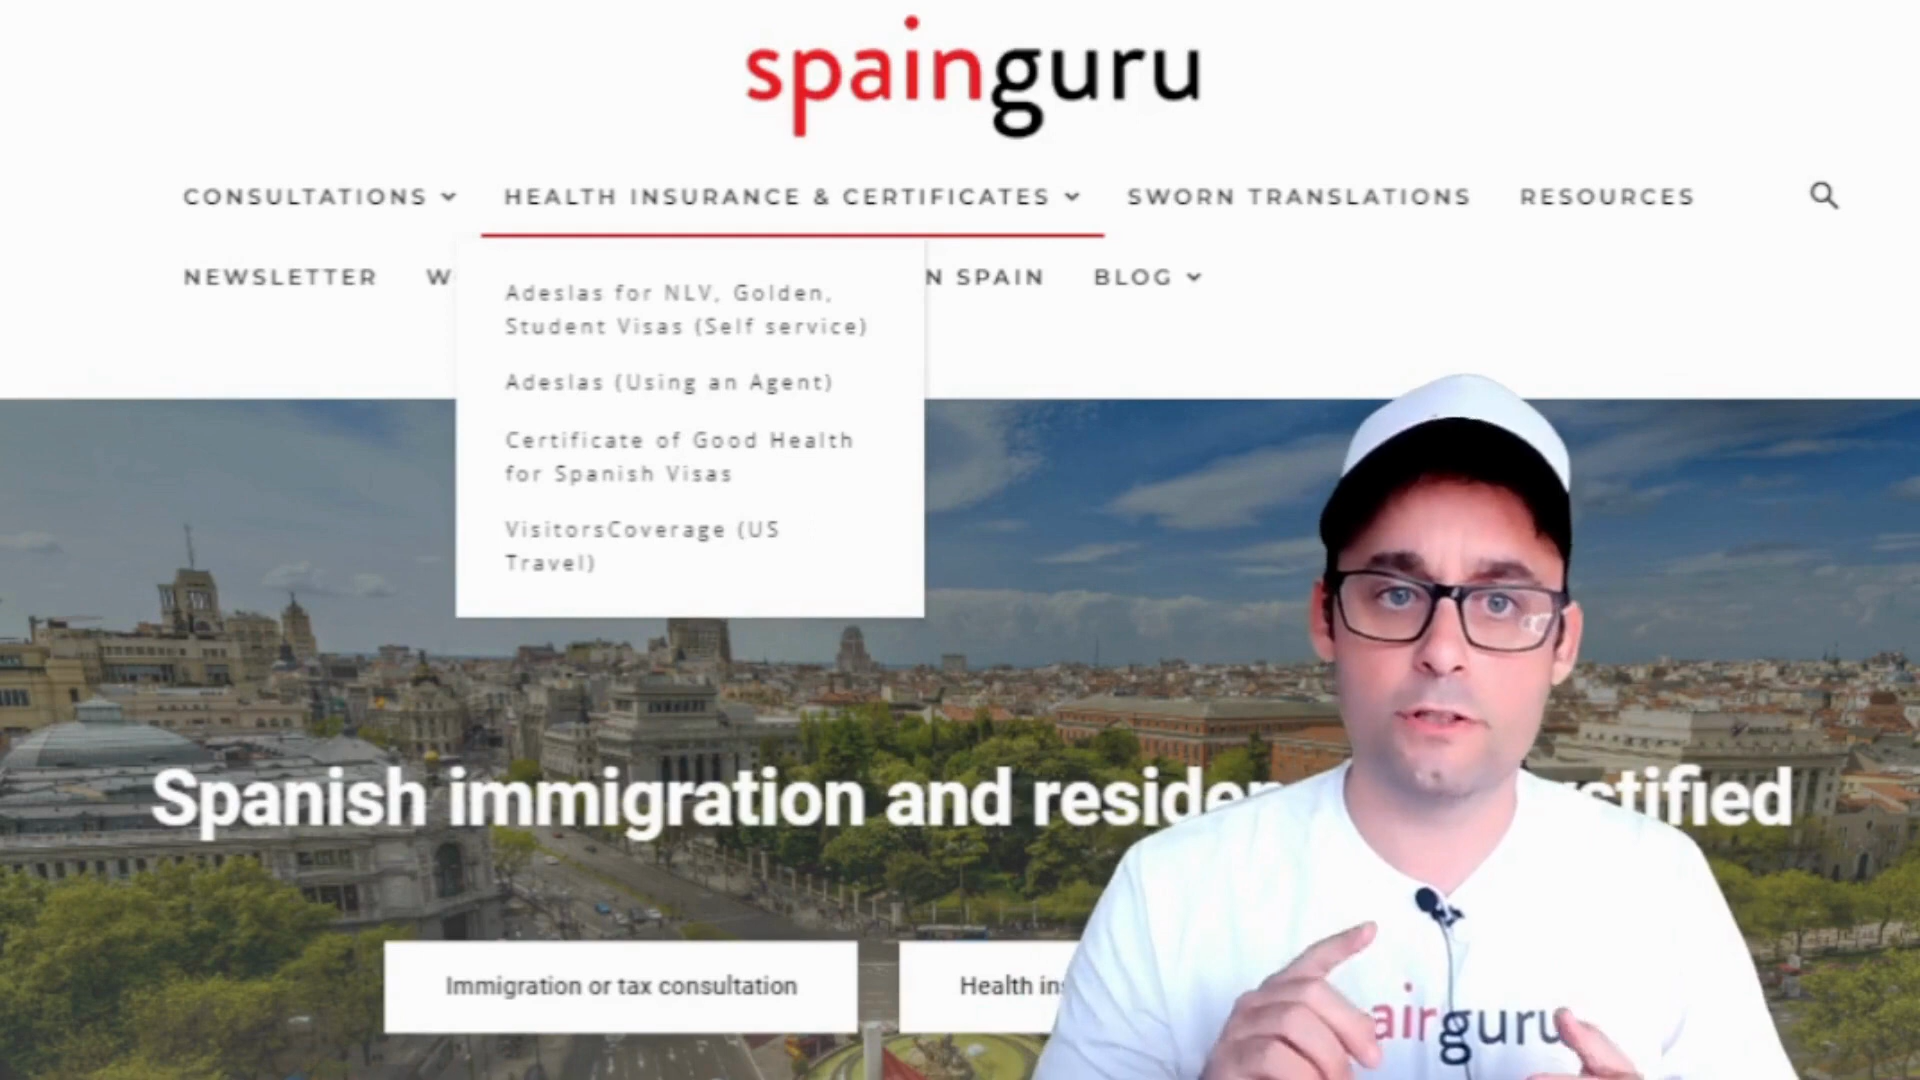 spainguru
CONSULTATIONS HEALTH INSURANCE & CERTIFICATES SWORN TRANSLATIONS RESOURCES
NEWSLETTER W N SPAIN BLOG
Adeslas for NLV, Golden,
Student Visas (Self service)
Adeslas (Using an Agent)
Certificate of Good Health
for Spanish Visas
VisitorsCoverage (US
Travel)
Spanish immigration and residen stified
Immigration or tax consultation
Health ins
airguru